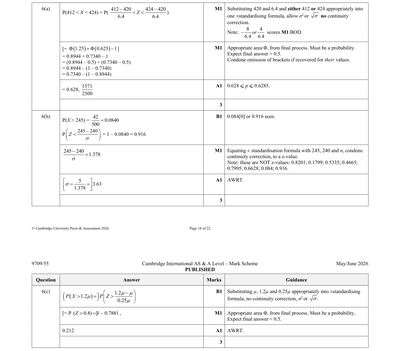 6(a)
P(412 < X < 424) = P( (412 – 420)/6.4 < Z < (424 – 420)/6.4 )
M1
Substituting 420 and 6.4 and either 412 or 424 appropriately into
one ±standardising formula, allow σ² or √σ no continuity
correction.
Note: – 8/6.4 or 4/6.4 scores M1 BOD.
[= Φ(1.25) + Φ(0.625) – 1]
= 0.8944 + 0.7340 – 1
= (0.8944 – 0.5) + (0.7340 – 0.5)
= 0.8944 – (1 – 0.7340)
= 0.7340 – (1 – 0.8944)
M1
Appropriate area Φ, from final process. Must be a probability.
Expect final answer > 0.5.
Condone omission of brackets if recovered for their values.
= 0.628, 1571/2500
A1
0.628 ⩽ p ⩽ 0.6285.
3
6(b)
P(X > 245) = 42/500 = 0.0840
P( Z < (245 – 240)/σ ) = 1 – 0.0840 = 0.916
B1
0.084[0] or 0.916 seen.
(245 – 240)/σ = 1.378
M1
Equating ± standardisation formula with 245, 240 and σ, condone
continuity correction, to a z-value.
Note: these are NOT z-values: 0.8201; 0.1799; 0.5335; 0.4665;
0.7995; 0.6628; 0.084; 0.916.
[ σ = 5/1.378 = ] 3.63
A1
AWRT.
3
© Cambridge University Press & Assessment 2026
Page 18 of 22
9709/55
Cambridge International AS & A Level – Mark Scheme
PUBLISHED
May/June 2026
Question
Answer
Marks
Guidance
6(c)
( P(X > 1.2μ) = ) P( Z > (1.2μ – μ)/0.25μ )
B1
Substituting μ, 1.2μ and 0.25μ appropriately into ±standardising
formula, no continuity correction, σ² or √σ.
[= P (Z > 0.8) =]1 – 0.7881 ,
M1
Appropriate area Φ, from final process. Must be a probability.
Expect answer < 0.5.
0.212
A1
AWRT.
3